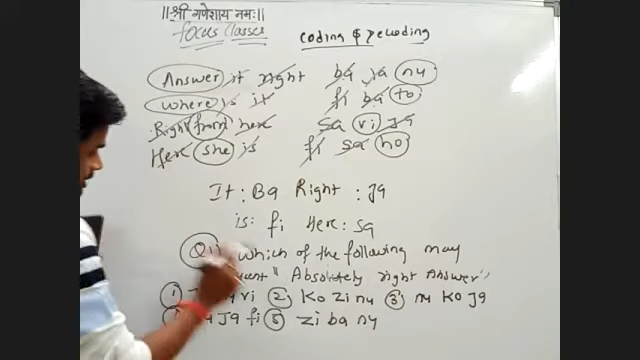 ||श्री गणेशाय नमः||
focus Classes
Coding & Decoding
Answer it right ba ja nu
where is it fi ba toi
Right from here sa vi ja
Here she is fi sa ho
It : Ba Right : Ja
is : fi Here : Sa
Which of the following may
"Absolutely right Answer"
① vi ② Ko zi nu ③ nu Ko Ja
Ja fi ⑤ zi ba nu